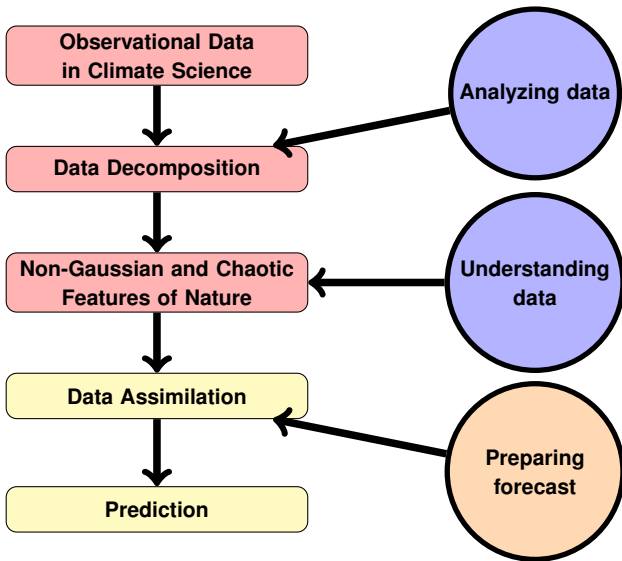 Observational Data
in Climate Science
Analyzing data
Data Decomposition
Non-Gaussian and Chaotic
Features of Nature
Understanding
data
Data Assimilation
Preparing
forecast
Prediction